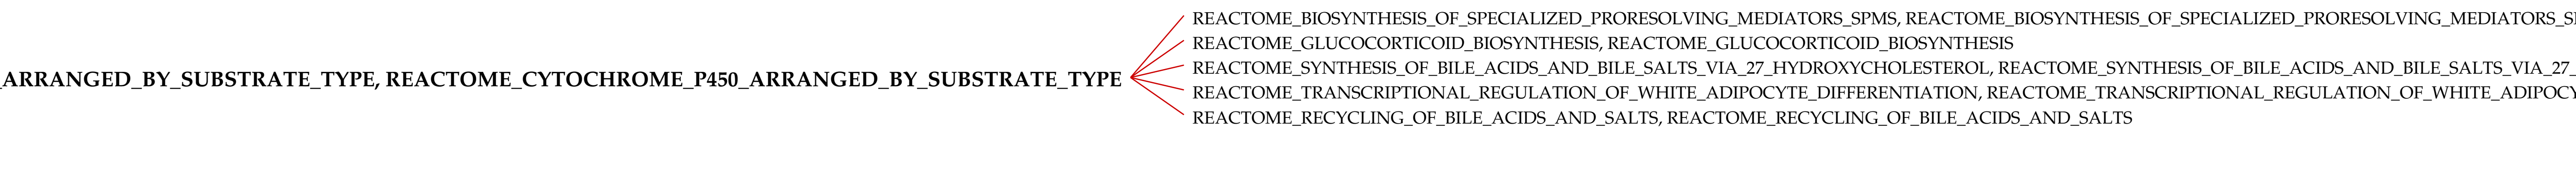 REACTOME_BIOSYNTHESIS_OF_SPECIALIZED_PRORESOLVING_MEDIATORS_SPMS, REACTOME_BIOSYNTHESIS_OF_SPECIALIZED_PRORESOLVING_MEDIATORS_S
REACTOME_GLUCOCORTICOID_BIOSYNTHESIS, REACTOME_GLUCOCORTICOID_BIOSYNTHESIS
REACTOME_SYNTHESIS_OF_BILE_ACIDS_AND_BILE_SALTS_VIA_27_HYDROXYCHOLESTEROL, REACTOME_SYNTHESIS_OF_BILE_ACIDS_AND_BILE_SALTS_VIA_27_
_ARRANGED_BY_SUBSTRATE_TYPE, REACTOME_CYTOCHROME_P450_ARRANGED_BY_SUBSTRATE_TYPE
REACTOME_TRANSCRIPTIONAL_REGULATION_OF_WHITE_ADIPOCYTE_DIFFERENTIATION, REACTOME_TRANSCRIPTIONAL_REGULATION_OF_WHITE_ADIPOCY
REACTOME_RECYCLING_OF_BILE_ACIDS_AND_SALTS, REACTOME_RECYCLING_OF_BILE_ACIDS_AND_SALTS